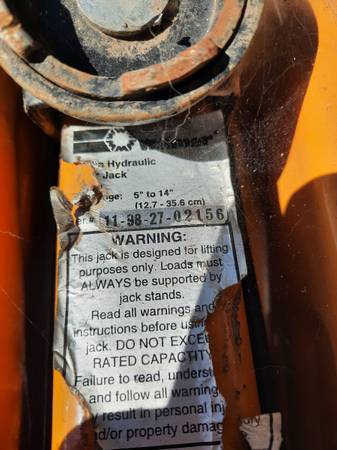 Hydraulic
Jack
5" to 14"
(12.7 - 35.6 cm)
11-98-27-02156
WARNING:
This jack is designed for lifting
purposes only. Loads must
ALWAYS be supported by
jack stands.
Read all warnings and
instructions before
jack. DO NOT EXCEE
RATED CAPACITY
Failure to read, underst
and follow all warning
y result in personal inj
nd/or property damag